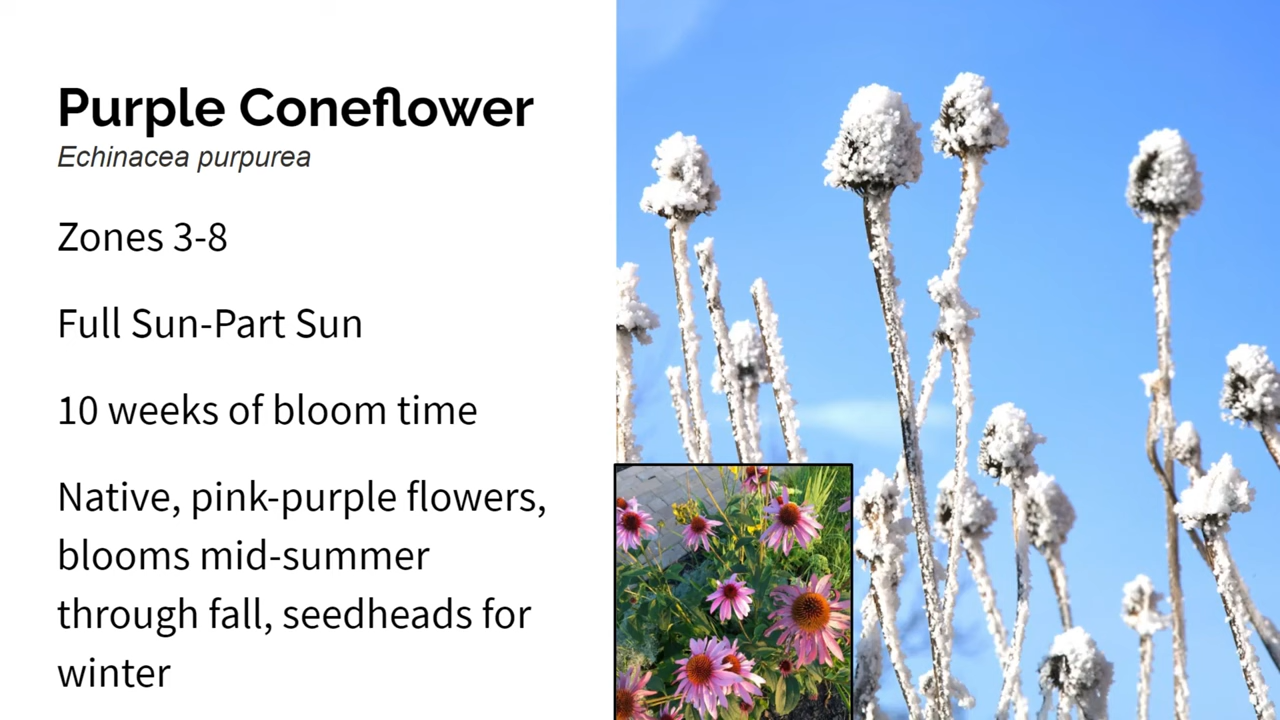 Purple Coneflower
Echinacea purpurea
Zones 3-8
Full Sun-Part Sun
10 weeks of bloom time
Native, pink-purple flowers,
blooms mid-summer
through fall, seedheads for
winter